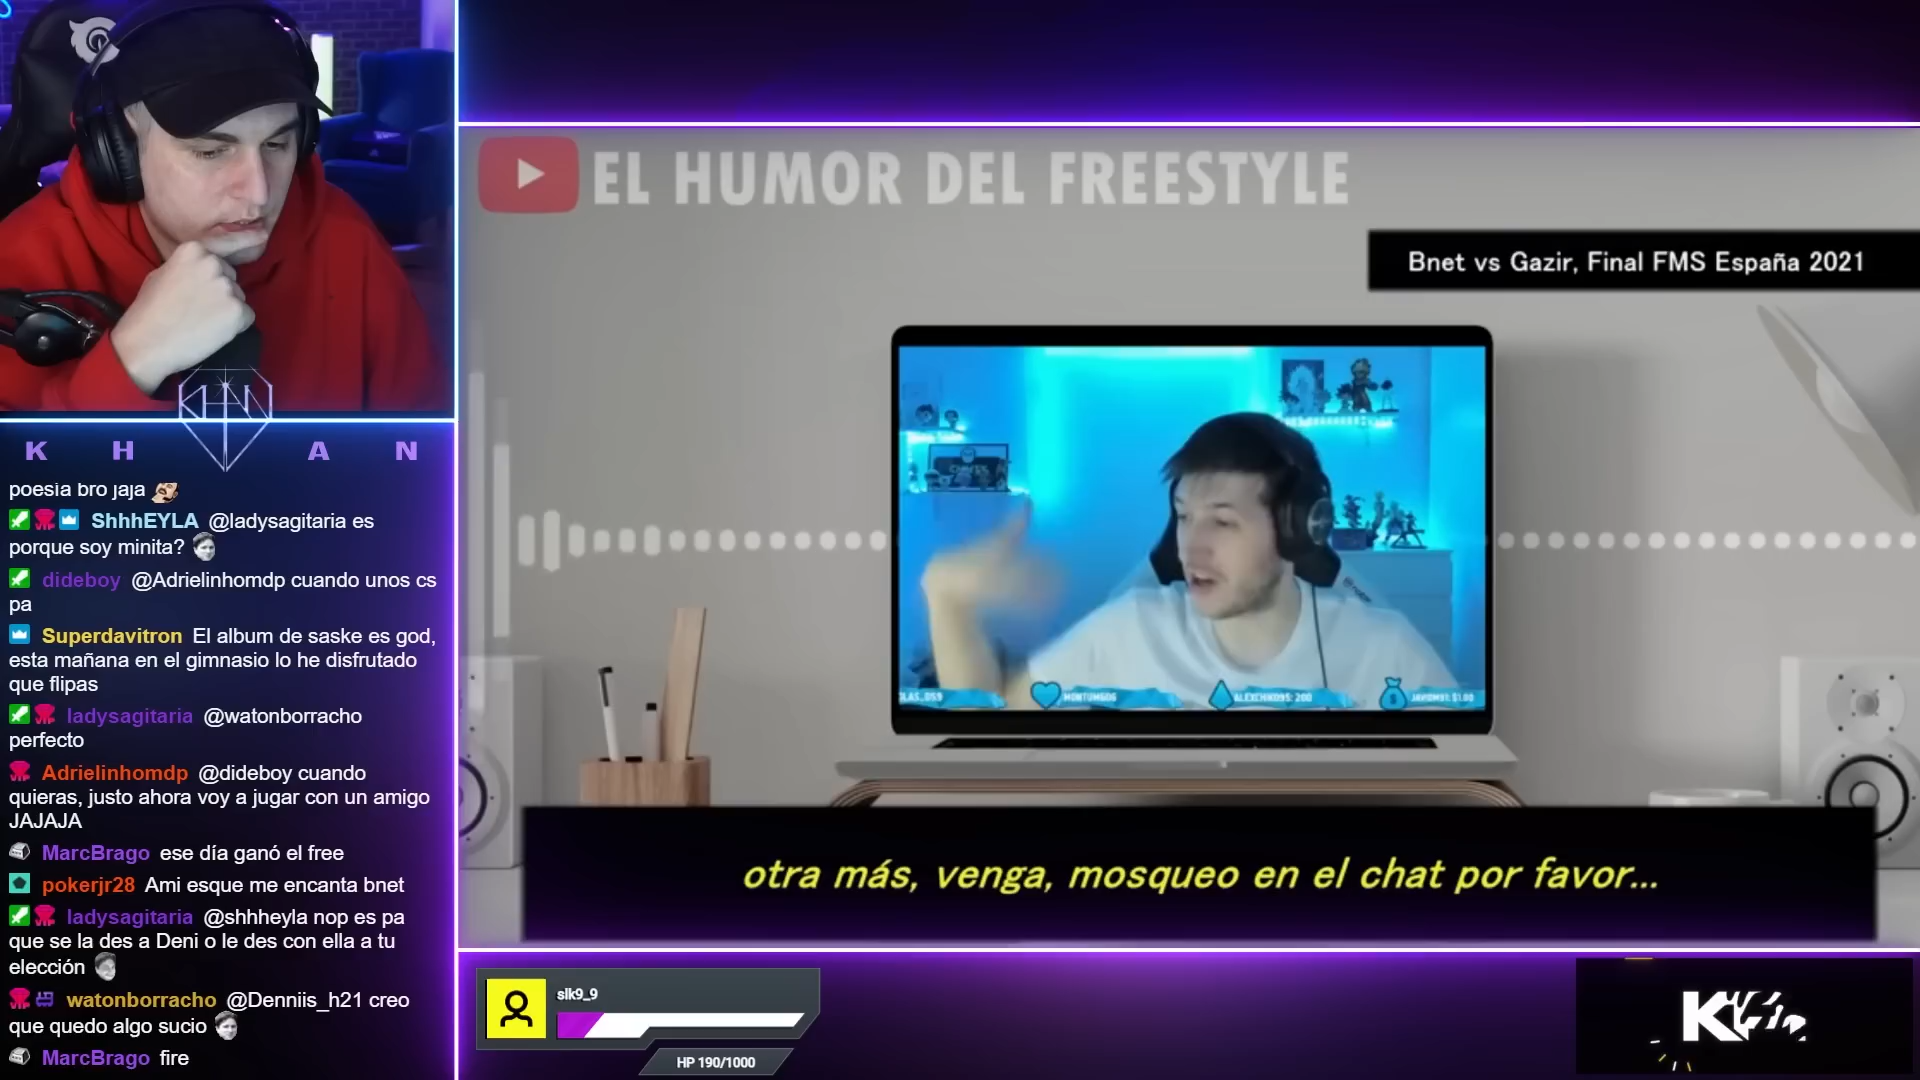 KHAN
K H A N
poesia bro jaja
ShhhEYLA @ladysagitaria es
porque soy minita?
dideboy @Adrielinhomdp cuando unos cs
pa
Superdavitron El album de saske es god,
esta mañana en el gimnasio lo he disfrutado
que flipas
ladysagitaria @watonborracho
perfecto
Adrielinhomdp @dideboy cuando
quieras, justo ahora voy a jugar con un amigo
JAJAJA
MarcBrago ese día ganó el free
pokerjr28 Ami esque me encanta bnet
ladysagitaria @shhheyla nop es pa
que se la des a Deni o le des con ella a tu
elección
watonborracho @Denniis_h21 creo
que quedo algo sucio
MarcBrago fire
EL HUMOR DEL FREESTYLE
Bnet vs Gazir, Final FMS España 2021
MONTUM606
ALEXCHIKO95: 200
otra más, venga, mosqueo en el chat por favor...
slk9_9
HP 190/1000